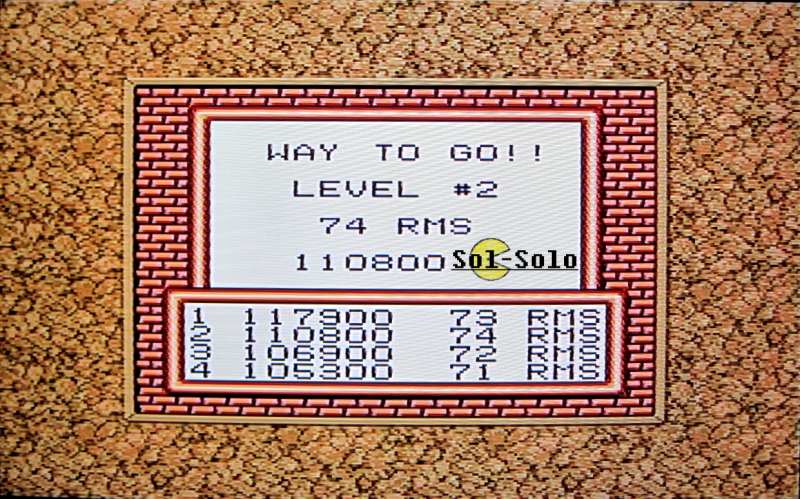 WAY TO GO!!
LEVEL #2
74 RMS
110800 Sol-Solo
1 117900 73 RMS
2 110800 74 RMS
3 106900 72 RMS
4 105300 71 RMS